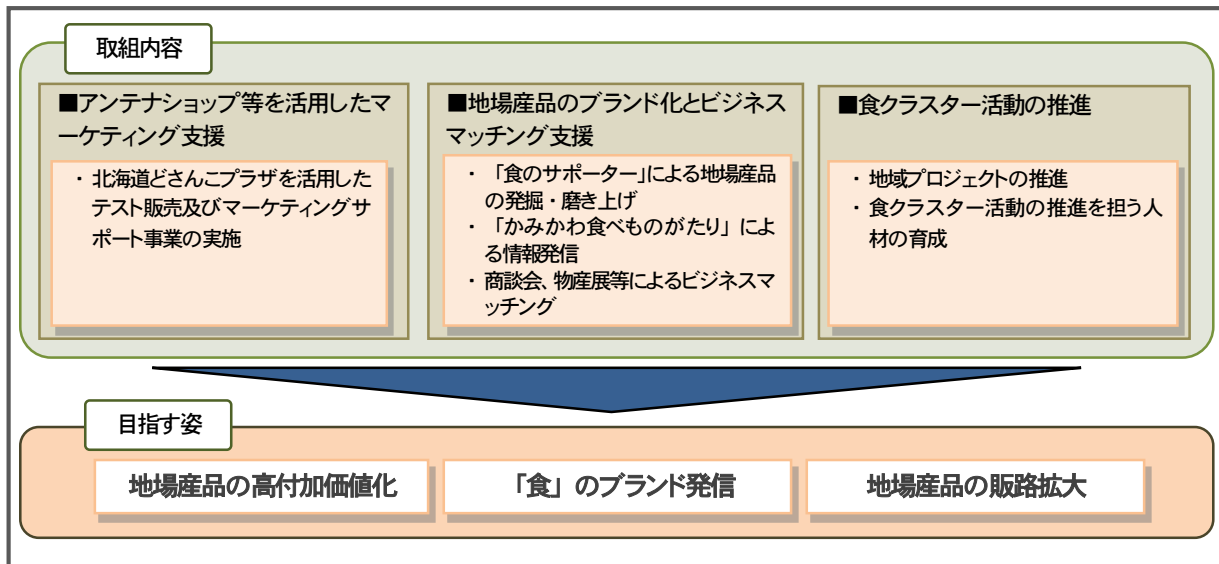 取組内容
■アンテナショップ等を活用したマ
ーケティング支援
・ 北海道どさんこプラザを活用した
テスト販売及びマーケティングサ
ポート事業の実施
■地場産品のブランド化とビジネス
マッチング支援
・ 「食のサポーター」による地場産品
の発掘・磨き上げ
・ 「かみかわ食べものがたり」によ
る情報発信
・ 商談会、物産展等によるビジネスマ
ッチング
■食クラスター活動の推進
・ 地域プロジェクトの推進
・ 食クラスター活動の推進を担う人
材の育成
目指す姿
地場産品の高付加価値化
「食」のブランド発信
地場産品の販路拡大